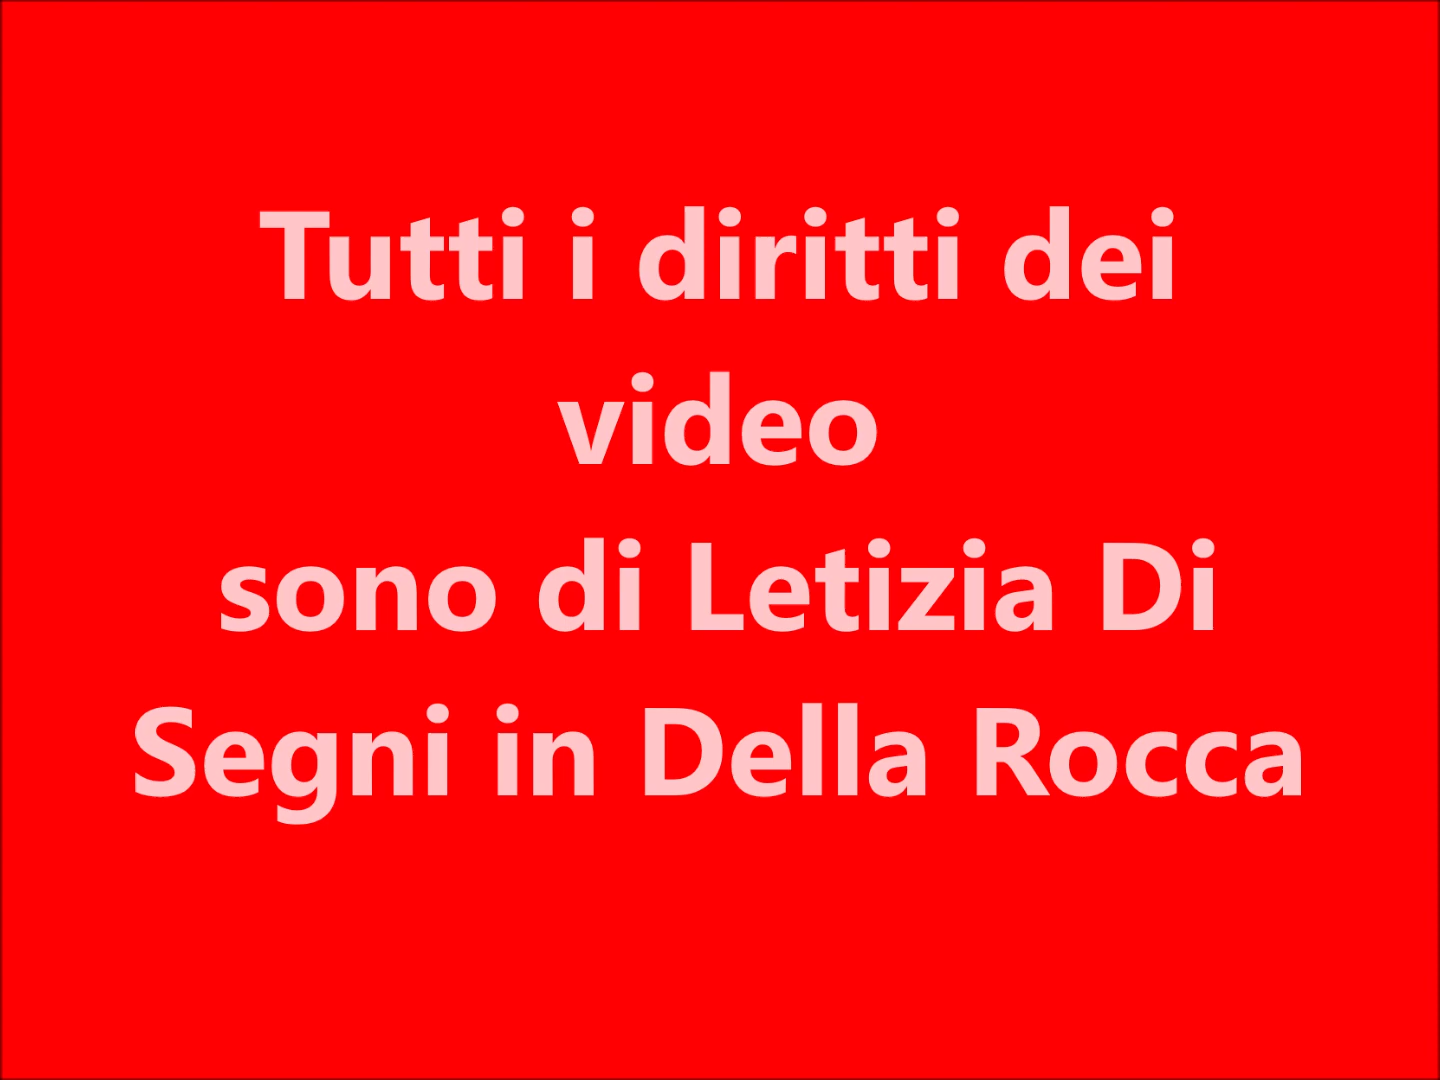 Tutti i diritti dei
video
sono di Letizia Di
Segni in Della Rocca